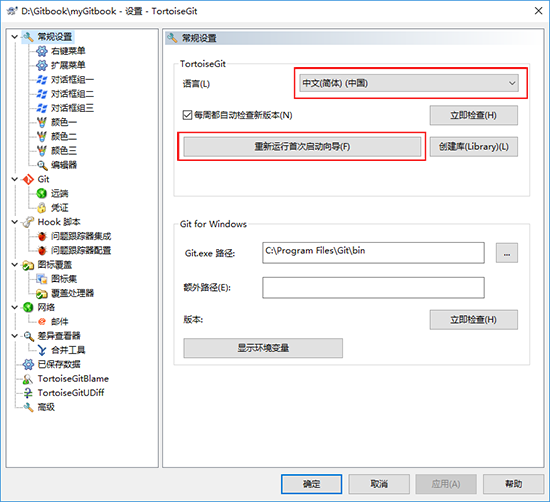 D:\Gitbook\myGitbook - 设置 - TortoiseGit
常规设置
右键菜单
扩展菜单
对话框组一
对话框组二
对话框组三
颜色一
颜色二
颜色三
编辑器
Git
远端
凭证
Hook 脚本
问题跟踪器集成
问题跟踪器配置
图标覆盖
图标集
覆盖处理器
网络
邮件
差异查看器
合并工具
已保存数据
TortoiseGitBlame
TortoiseGitUDiff
高级
常规设置
TortoiseGit
语言(L)
中文(简体) (中国)
每周都自动检查新版本(N)
立即检查(H)
重新运行首次启动向导(F)
创建库(Library)(L)
Git for Windows
Git.exe 路径:
C:\Program Files\Git\bin
...
额外路径(E):
版本:
立即检查(H)
显示环境变量
确定
取消
应用(A)
帮助